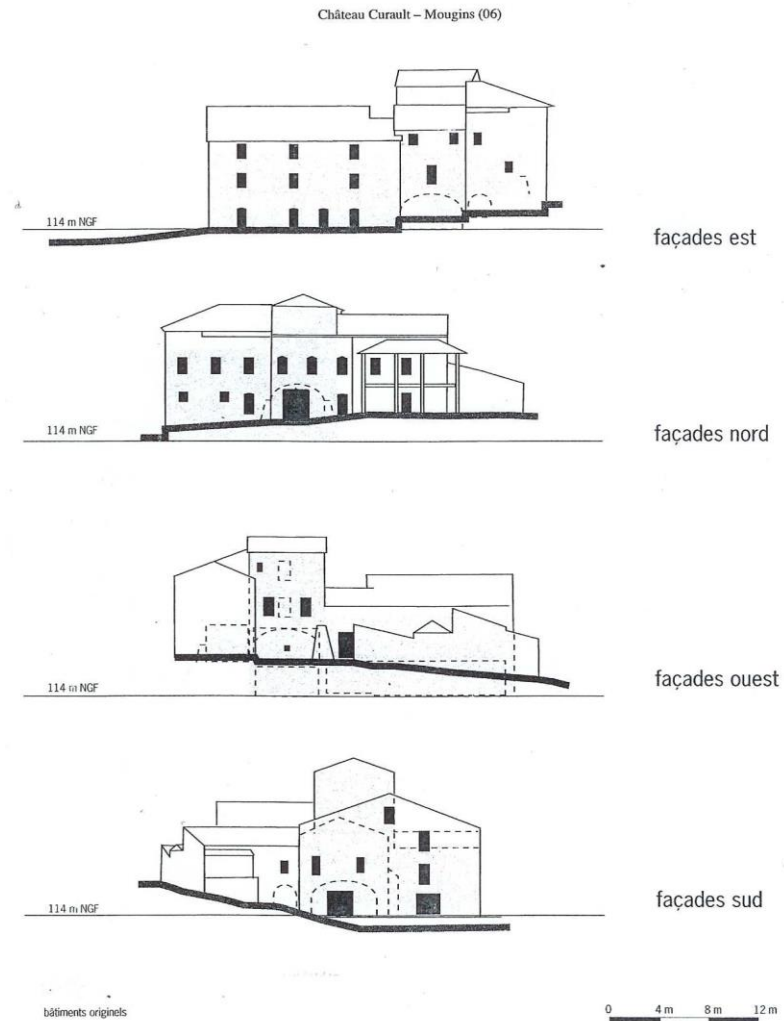 Château Curault – Mougins (06)
114 m NGF
façades est
114 m NGF
façades nord
114 m NGF
façades ouest
114 m NGF
façades sud
bâtiments originels
0 4 m 8 m 12 m